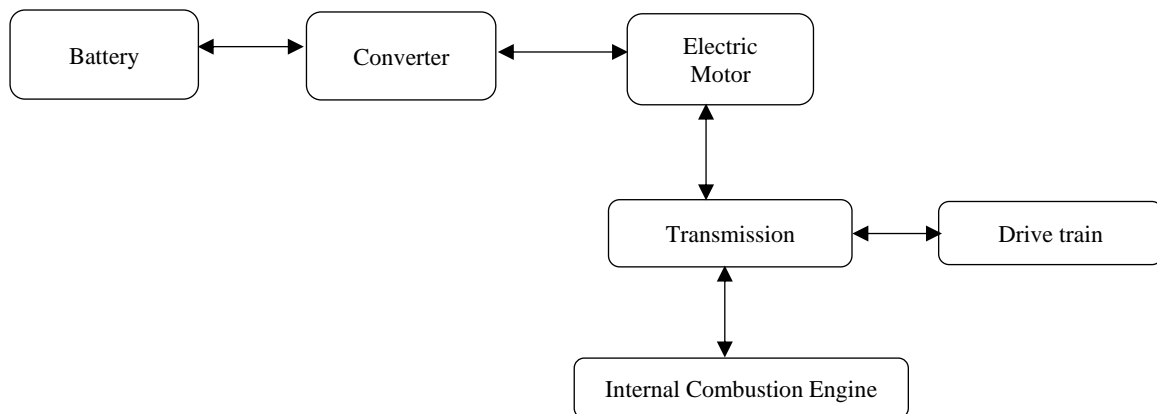 Battery
Converter
Electric
Motor
Transmission
Drive train
Internal Combustion Engine